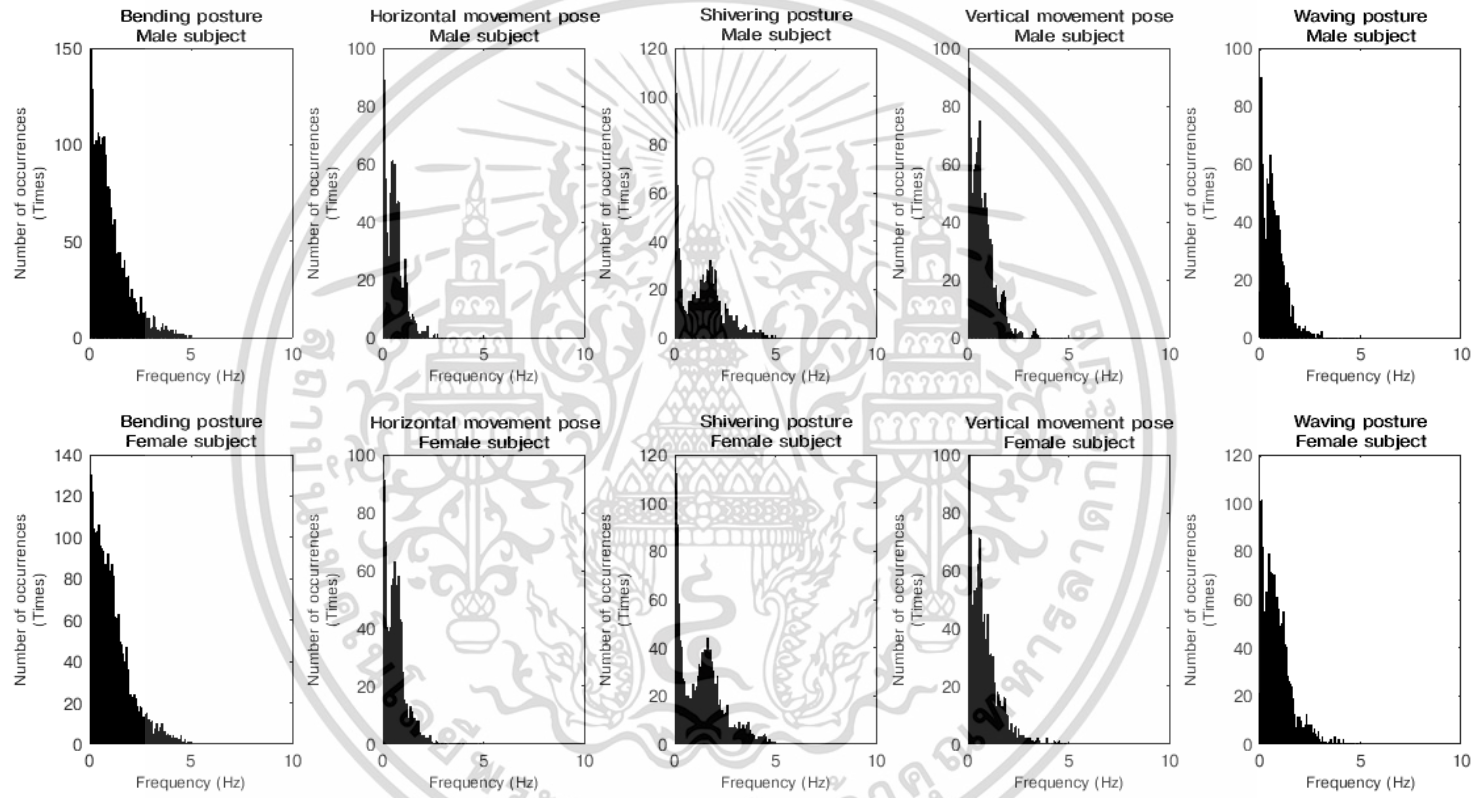 Bending posture
Male subject
Horizontal movement pose
Male subject
Shivering posture
Male subject
Vertical movement pose
Male subject
Waving posture
Male subject
Number of occurrences
(Times)
150
100
50
0
0 5 10
Frequency (Hz)
Number of occurrences
(Times)
100
80
60
40
20
0
0 5 10
Frequency (Hz)
Number of occurrences
(Times)
120
100
80
60
40
20
0
0 5 10
Frequency (Hz)
Number of occurrences
(Times)
100
80
60
40
20
0
0 5 10
Frequency (Hz)
Number of occurrences
(Times)
100
80
60
40
20
0
0 5 10
Frequency (Hz)
Bending posture
Female subject
Horizontal movement pose
Female subject
Shivering posture
Female subject
Vertical movement pose
Female subject
Waving posture
Female subject
Number of occurrences
(Times)
140
120
100
80
60
40
20
0
0 5 10
Frequency (Hz)
Number of occurrences
(Times)
100
80
60
40
20
0
0 5 10
Frequency (Hz)
Number of occurrences
(Times)
120
100
80
60
40
20
0
0 5 10
Frequency (Hz)
Number of occurrences
(Times)
100
80
60
40
20
0
0 5 10
Frequency (Hz)
Number of occurrences
(Times)
120
100
80
60
40
20
0
0 5 10
Frequency (Hz)